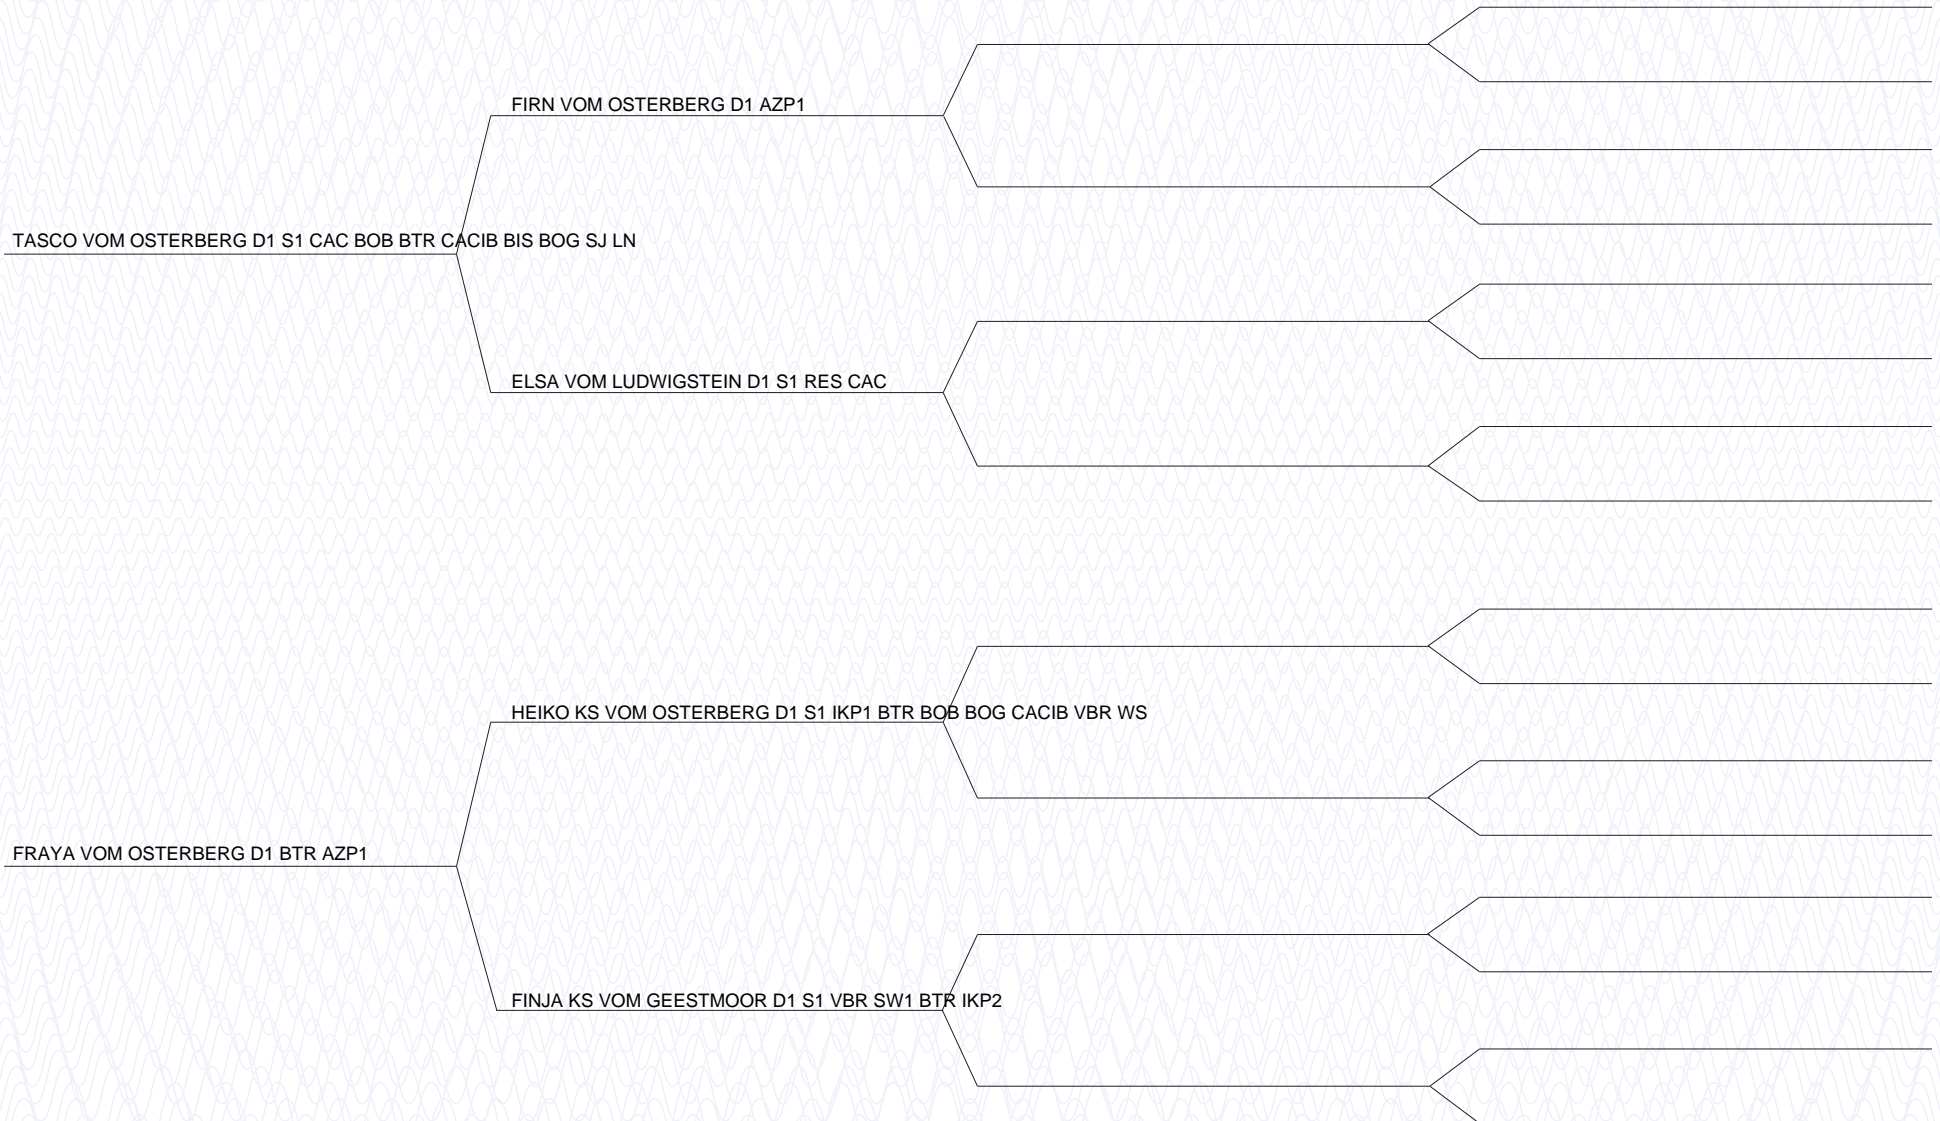 FIRN VOM OSTERBERG D1 AZP1
TASCO VOM OSTERBERG D1 S1 CAC BOB BTR CACIB BIS BOG SJ LN
ELSA VOM LUDWIGSTEIN D1 S1 RES CAC
HEIKO KS VOM OSTERBERG D1 S1 IKP1 BTR BOB BOG CACIB VBR WS
FRAYA VOM OSTERBERG D1 BTR AZP1
FINJA KS VOM GEESTMOOR D1 S1 VBR SW1 BTR IKP2